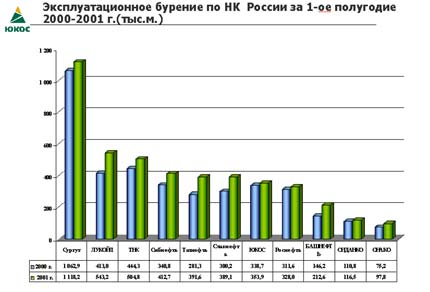 Эксплуатационное бурение по НК России за 1-ое полугодие
2000-2001 г.(тыс.м.)
ЮКОС
1 200
1 000
800
600
400
200
0
Сургут ЛУКОЙЛ ТНК Сибнефть Татнефть Славнефт ЮКОС Роснефть БАШНЕФТ СИДАНКО
ь Ь
2000 г. 1 062,9 413,0 444,3 340,8 281,3 300,2 338,7 311,6 146,2 110,8 75,2
2001 г. 1 118,2 543,2 504,8 412,7 391,6 389,1 353,9 328,0 212,6 116,5 97,8